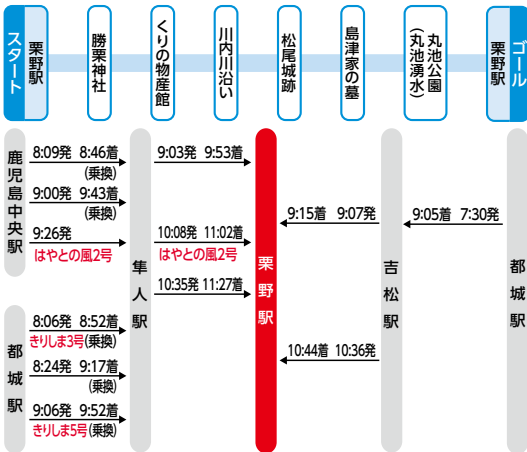 スタート
栗野駅
勝栗神社
くりの物産館
川内川沿い
松尾城跡
島津家の墓
丸池公園
(丸池湧水)
栗野駅
ゴール
鹿児島中央駅
8:09発 8:46着
(乗換)
9:00発 9:43着
(乗換)
9:26発
はやとの風2号
都城駅
8:06発 8:52着
きりしま3号(乗換)
8:24発 9:17着
(乗換)
9:06発 9:52着
きりしま5号(乗換)
隼人駅
9:03発 9:53着
10:08発 11:02着
はやとの風2号
10:35発 11:27着
栗野駅
9:15着 9:07発
10:44着 10:36発
吉松駅
9:05着 7:30発
都城駅